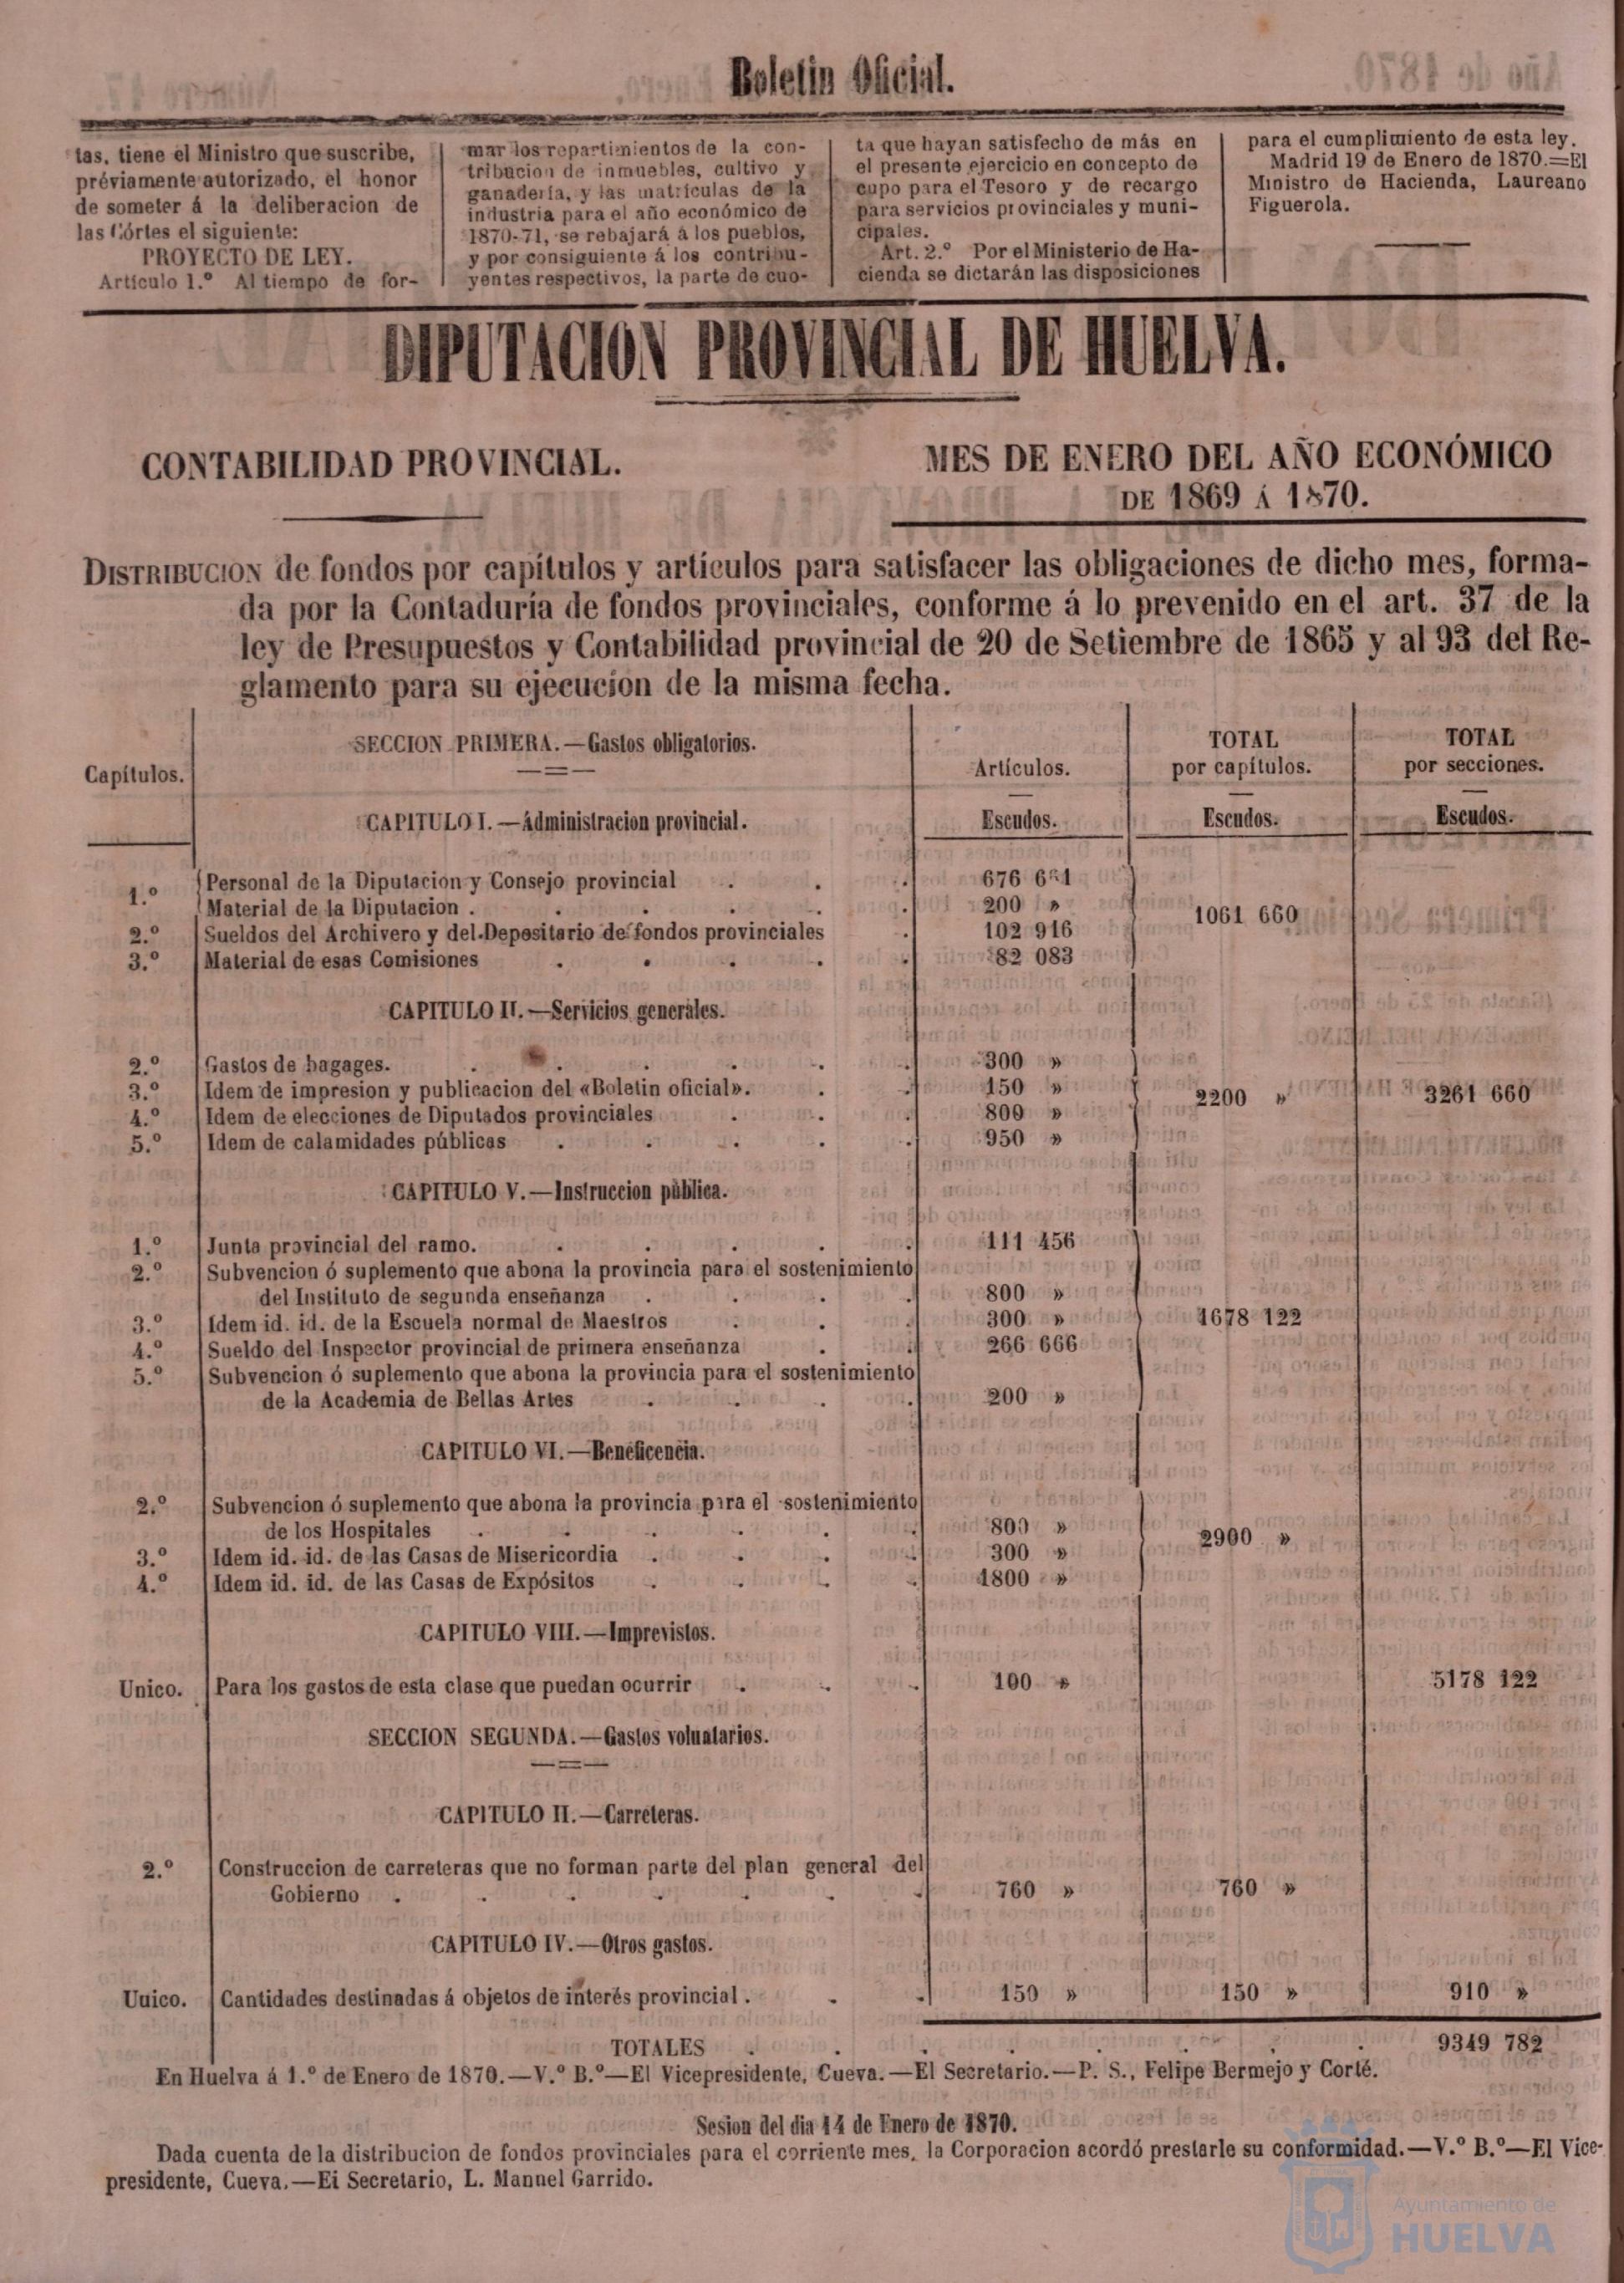 Boletin Oficial.
tas, tiene el Ministro que suscribe,
préviamente autorizado, el honor
de someter á la deliberacion de
las Córtes el siguiente:
PROYECTO DE LEY.
Artículo 1.º Al tiempo de for-
mar los repartimientos de la con-
tribucion de inmuebles, cultivo y
ganadería, y las matrículas de la
industria para el año económico de
1870-71, se rebajará á los pueblos,
y por consiguiente á los contribu-
yentes respectivos, la parte de cuo-
ta que hayan satisfecho de más en
el presente ejercicio en concepto de
cupo para el Tesoro y de recargo
para servicios provinciales y muni-
cipales.
Art. 2.º Por el Ministerio de Ha-
cienda se dictarán las disposiciones
para el cumplimiento de esta ley.
Madrid 19 de Enero de 1870.=El
Ministro de Hacienda, Laureano
Figuerola.
DIPUTACION PROVINCIAL DE HUELVA.
CONTABILIDAD PROVINCIAL.
MES DE ENERO DEL AÑO ECONÓMICO
DE 1869 Á 1870.
DISTRIBUCION de fondos por capítulos y artículos para satisfacer las obligaciones de dicho mes, forma-
da por la Contaduría de fondos provinciales, conforme á lo prevenido en el art. 37 de la
ley de Presupuestos y Contabilidad provincial de 20 de Setiembre de 1865 y al 93 del Re-
glamento para su ejecucion de la misma fecha.
Capítulos.
SECCION PRIMERA.—Gastos obligatorios.
Artículos.
TOTAL
por capítulos.
TOTAL
por secciones.
CAPITULO I.—Administracion provincial.
Escudos.
Escudos.
Escudos.
1.º Personal de la Diputacion y Consejo provincial . . . 676 6
Material de la Diputacion . . . . . . 200 »
1061 660
2.º Sueldos del Archivero y del Depositario de fondos provinciales . 102 916
3.º Material de esas Comisiones . . . . . 82 083
CAPITULO II.—Servicios generales.
2.º Gastos de bagages. . . . . . . 300 »
3.º Idem de impresion y publicacion del «Boletin oficial». . . 150 »
2200 » 3261 660
4.º Idem de elecciones de Diputados provinciales . . . 800 »
5.º Idem de calamidades públicas . . . . . 950 »
CAPITULO V.—Instruccion pública.
1.º Junta provincial del ramo. . . . . . 111 456
2.º Subvencion ó suplemento que abona la provincia para el sostenimiento
del Instituto de segunda enseñanza . . . . 800 »
3.º Idem id. id. de la Escuela normal de Maestros . . . 300 » 1678 122
4.º Sueldo del Inspector provincial de primera enseñanza . . 266 666
5.º Subvencion ó suplemento que abona la provincia para el sostenimiento
de la Academia de Bellas Artes . . . . 200 »
CAPITULO VI.—Beneficencia.
2.º Subvencion ó suplemento que abona la provincia para el sostenimiento
de los Hospitales . . . . . . 800 »
2900 »
3.º Idem id. id. de las Casas de Misericordia . . . . 300 »
4.º Idem id. id. de las Casas de Expósitos . . . . 1800 »
CAPITULO VIII.—Imprevistos.
Unico. Para los gastos de esta clase que puedan ocurrir . . . 100 » 5178 122
SECCION SEGUNDA.—Gastos voluntarios.
CAPITULO II.—Carreteras.
2.º Construccion de carreteras que no forman parte del plan general del
Gobierno . . . . . . . 760 » 760 »
CAPITULO IV.—Otros gastos.
Unico. Cantidades destinadas á objetos de interés provincial . . . 150 » 150 » 910 »
TOTALES . . . . 9349 782
En Huelva á 1.º de Enero de 1870.—V.º B.º—El Vicepresidente, Cueva.—El Secretario.—P. S., Felipe Bermejo y Corté.
Sesion del dia 14 de Enero de 1870.
Dada cuenta de la distribucion de fondos provinciales para el corriente mes, la Corporacion acordó prestarle su conformidad.—V.º B.º—El Vice-
presidente, Cueva.—El Secretario, L. Manuel Garrido.
Ayuntamiento de
HUELVA